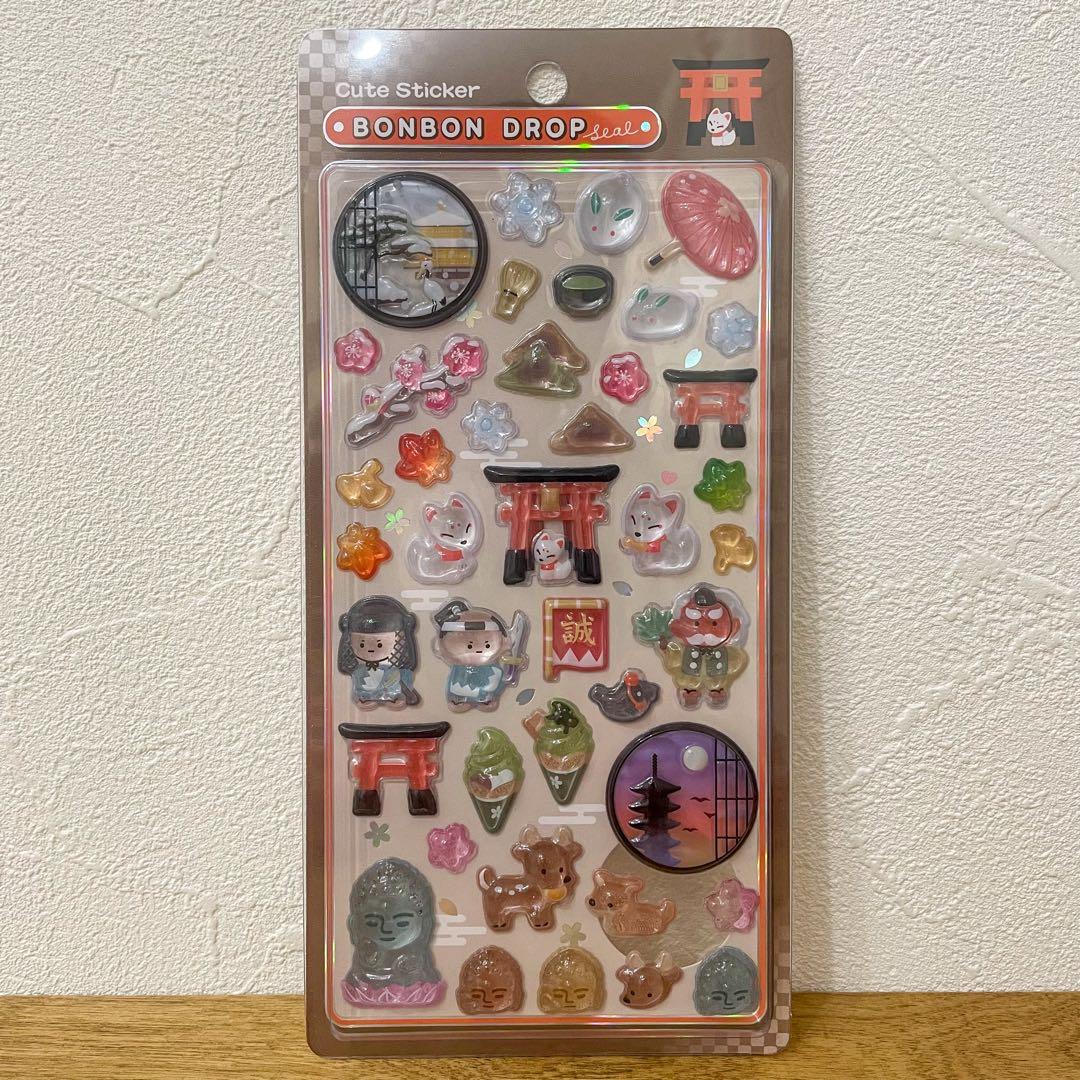 Cute Sticker
BONBON DROP seal
誠